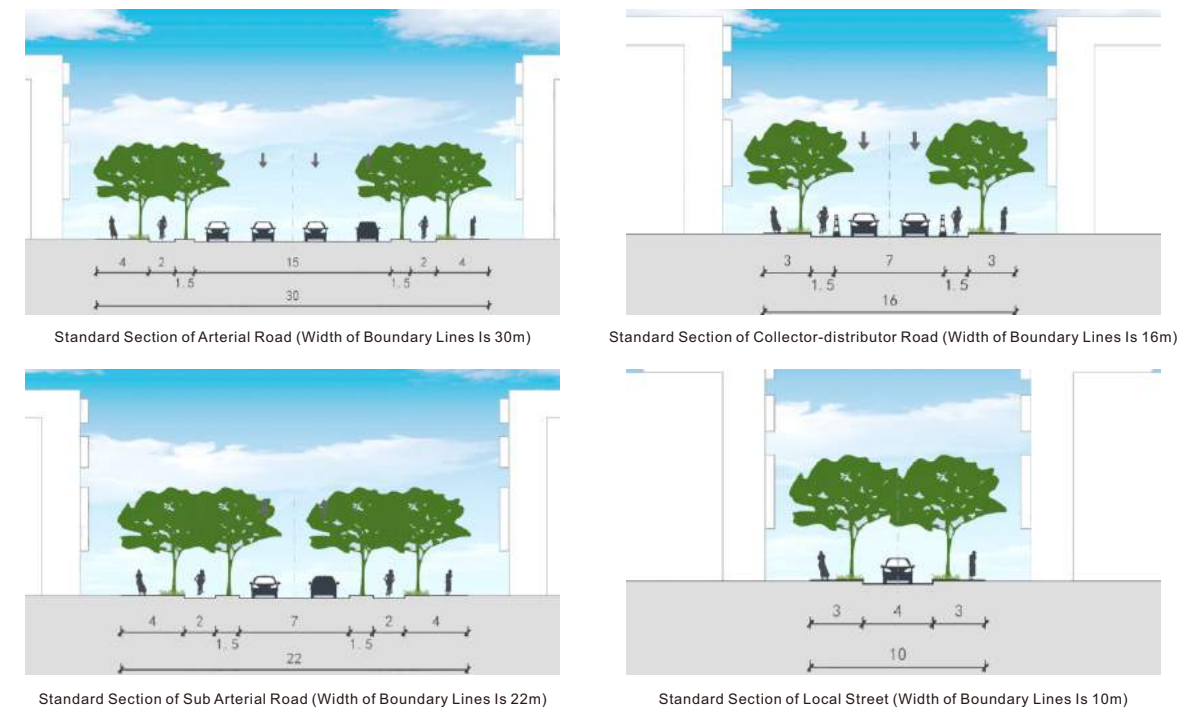 4 2 15 2 4
1.5 1.5
30
Standard Section of Arterial Road (Width of Boundary Lines Is 30m)
3 7 3
1.5 1.5
16
Standard Section of Collector-distributor Road (Width of Boundary Lines Is 16m)
4 2 7 2 4
1.5 1.5
22
Standard Section of Sub Arterial Road (Width of Boundary Lines Is 22m)
3 4 3
10
Standard Section of Local Street (Width of Boundary Lines Is 10m)